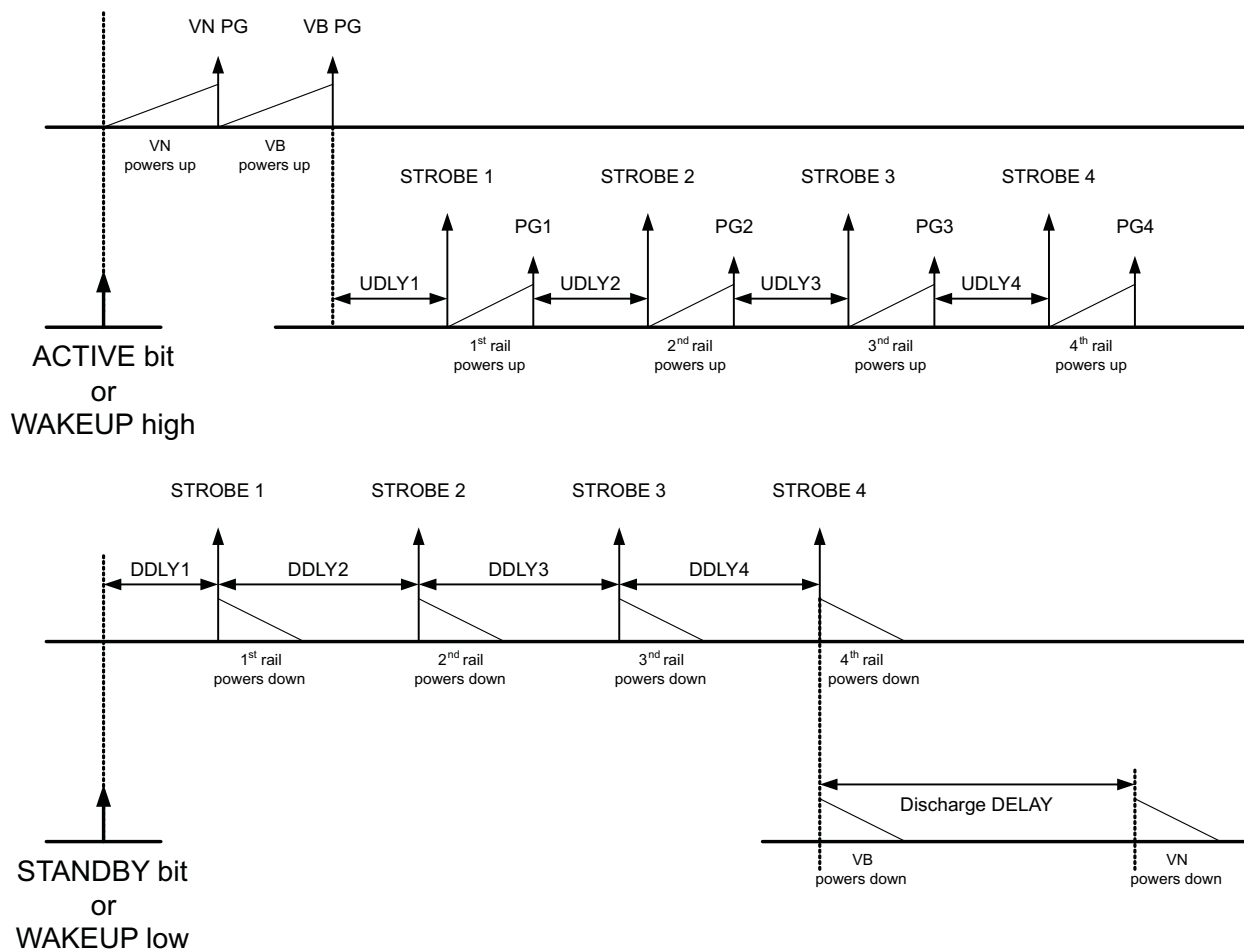 VN PG
VB PG
VN
powers up
VB
powers up
STROBE 1
STROBE 2
STROBE 3
STROBE 4
PG1
PG2
PG3
PG4
UDLY1
UDLY2
UDLY3
UDLY4
1st rail
powers up
2nd rail
powers up
3nd rail
powers up
4th rail
powers up
ACTIVE bit
or
WAKEUP high
STROBE 1
STROBE 2
STROBE 3
STROBE 4
DDLY1
DDLY2
DDLY3
DDLY4
1st rail
powers down
2nd rail
powers down
3nd rail
powers down
4th rail
powers down
Discharge DELAY
VB
powers down
VN
powers down
STANDBY bit
or
WAKEUP low